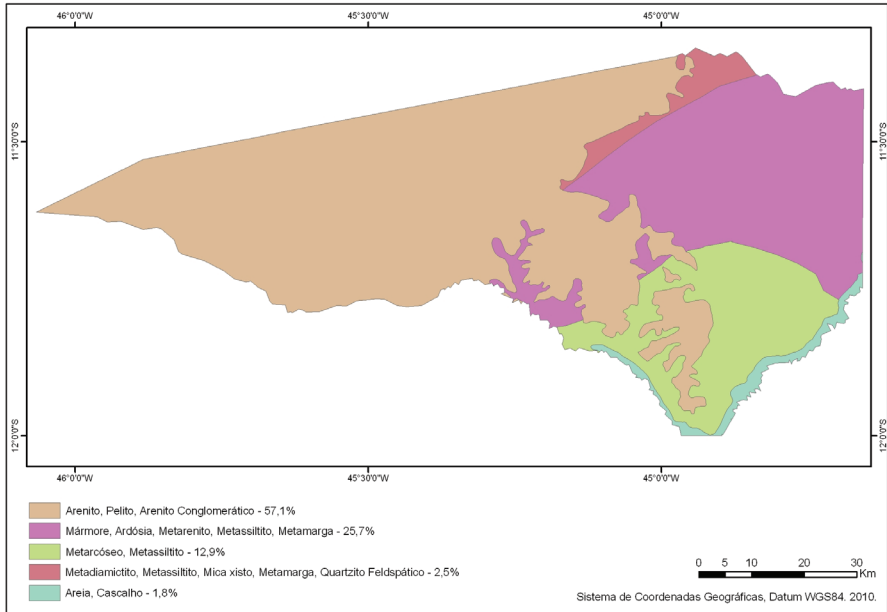 46°0'0"W 45°30'0"W 45°0'0"W
11°30'0"S 11°30'0"S
12°0'0"S 12°0'0"S
46°0'0"W 45°30'0"W 45°0'0"W
Arenito, Pelito, Arenito Conglomerático - 57,1%
Mármore, Ardósia, Metarenito, Metassiltito, Metamarga - 25,7%
Metarcóseo, Metassiltito - 12,9%
Metadiamictito, Metassiltito, Mica xisto, Metamarga, Quartzito Feldspático - 2,5%
Areia, Cascalho - 1,8%
0 5 10 20 30
Km
Sistema de Coordenadas Geográficas, Datum WGS84. 2010.